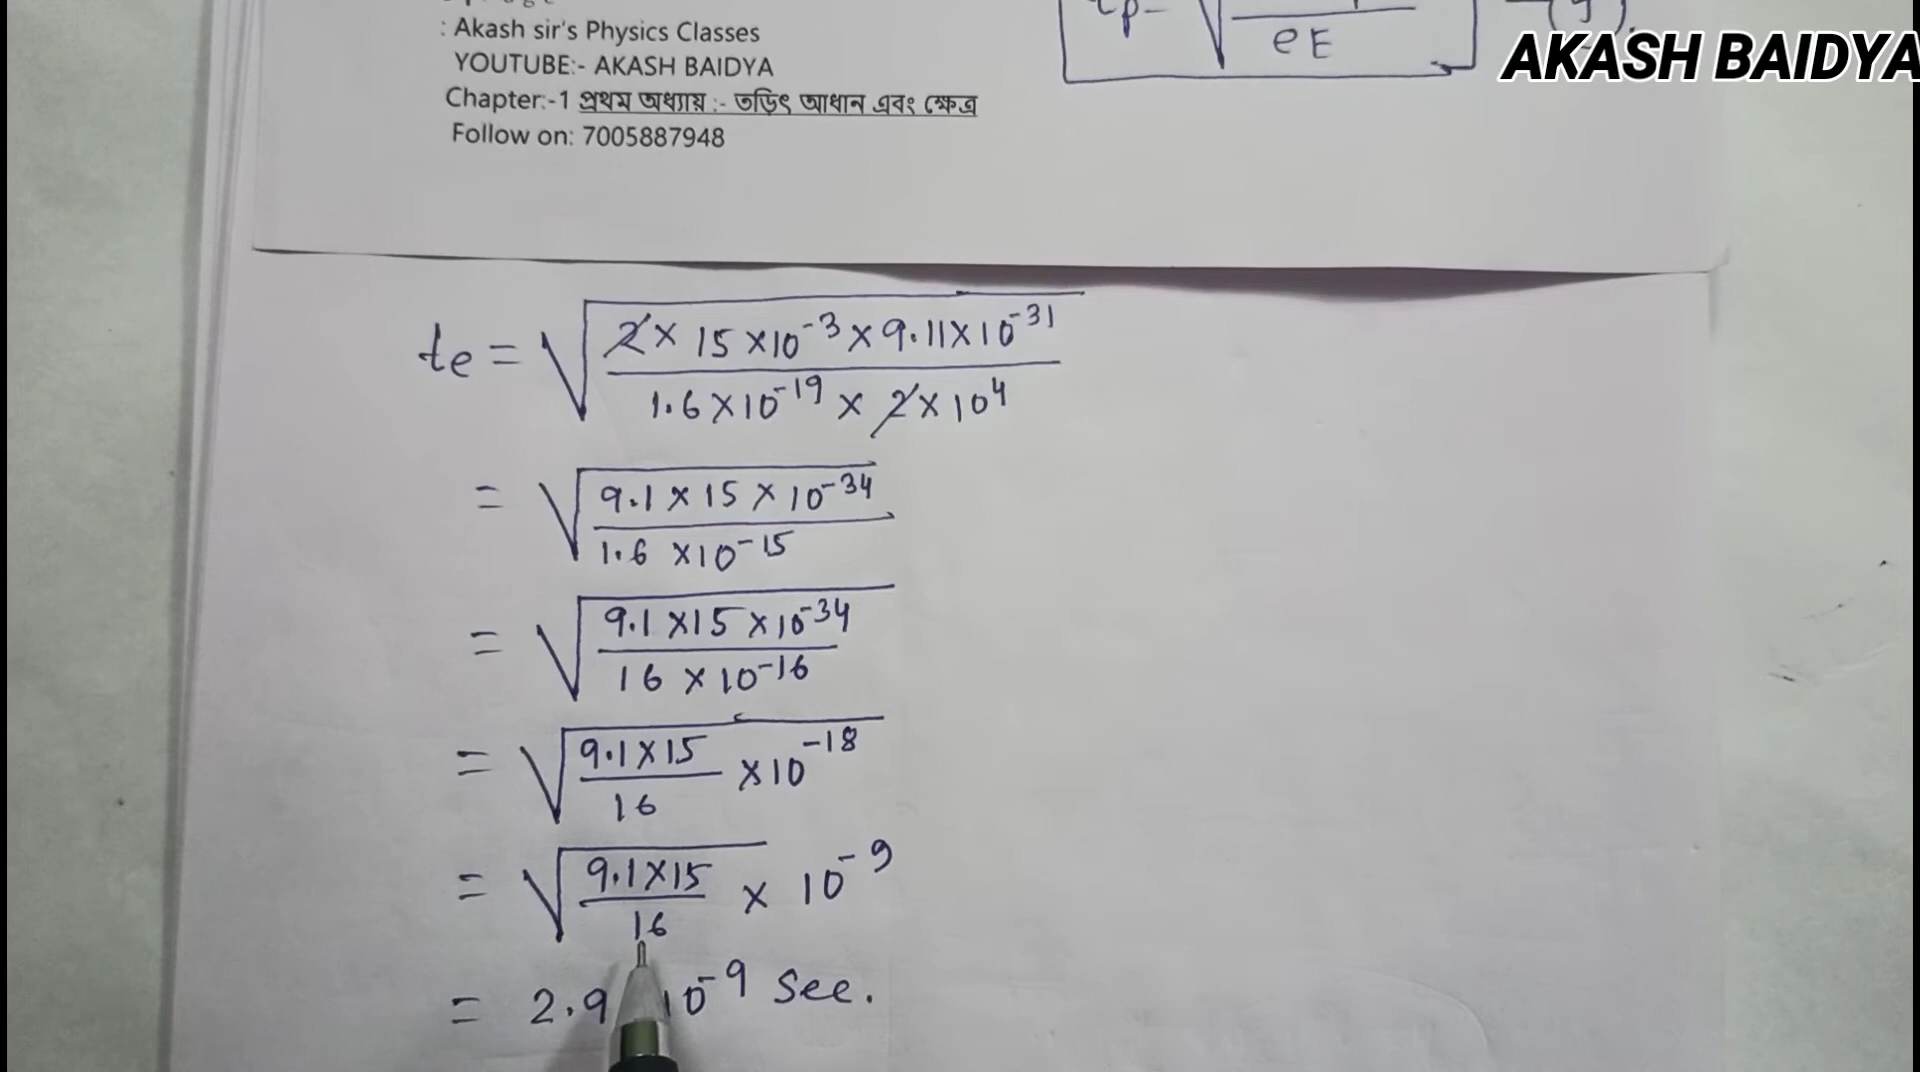 : Akash sir's Physics Classes
YOUTUBE:- AKASH BAIDYA
Chapter:-1 প্রথম অধ্যায় :- তড়িৎ আধান এবং ক্ষেত্র
Follow on: 7005887948
eE
AKASH BAIDYA
te = √(2 × 15 × 10⁻³ × 9.11 × 10⁻³¹ / 1.6 × 10⁻¹⁹ × 2 × 10⁴)
= √(9.1 × 15 × 10⁻³⁴ / 1.6 × 10⁻¹⁵)
= √(9.1 × 15 × 10⁻³⁴ / 16 × 10⁻¹⁶)
= √(9.1 × 15 / 16 × 10⁻¹⁸)
= √(9.1 × 15 / 16) × 10⁻⁹
= 2.9 10⁻⁹ Sec.